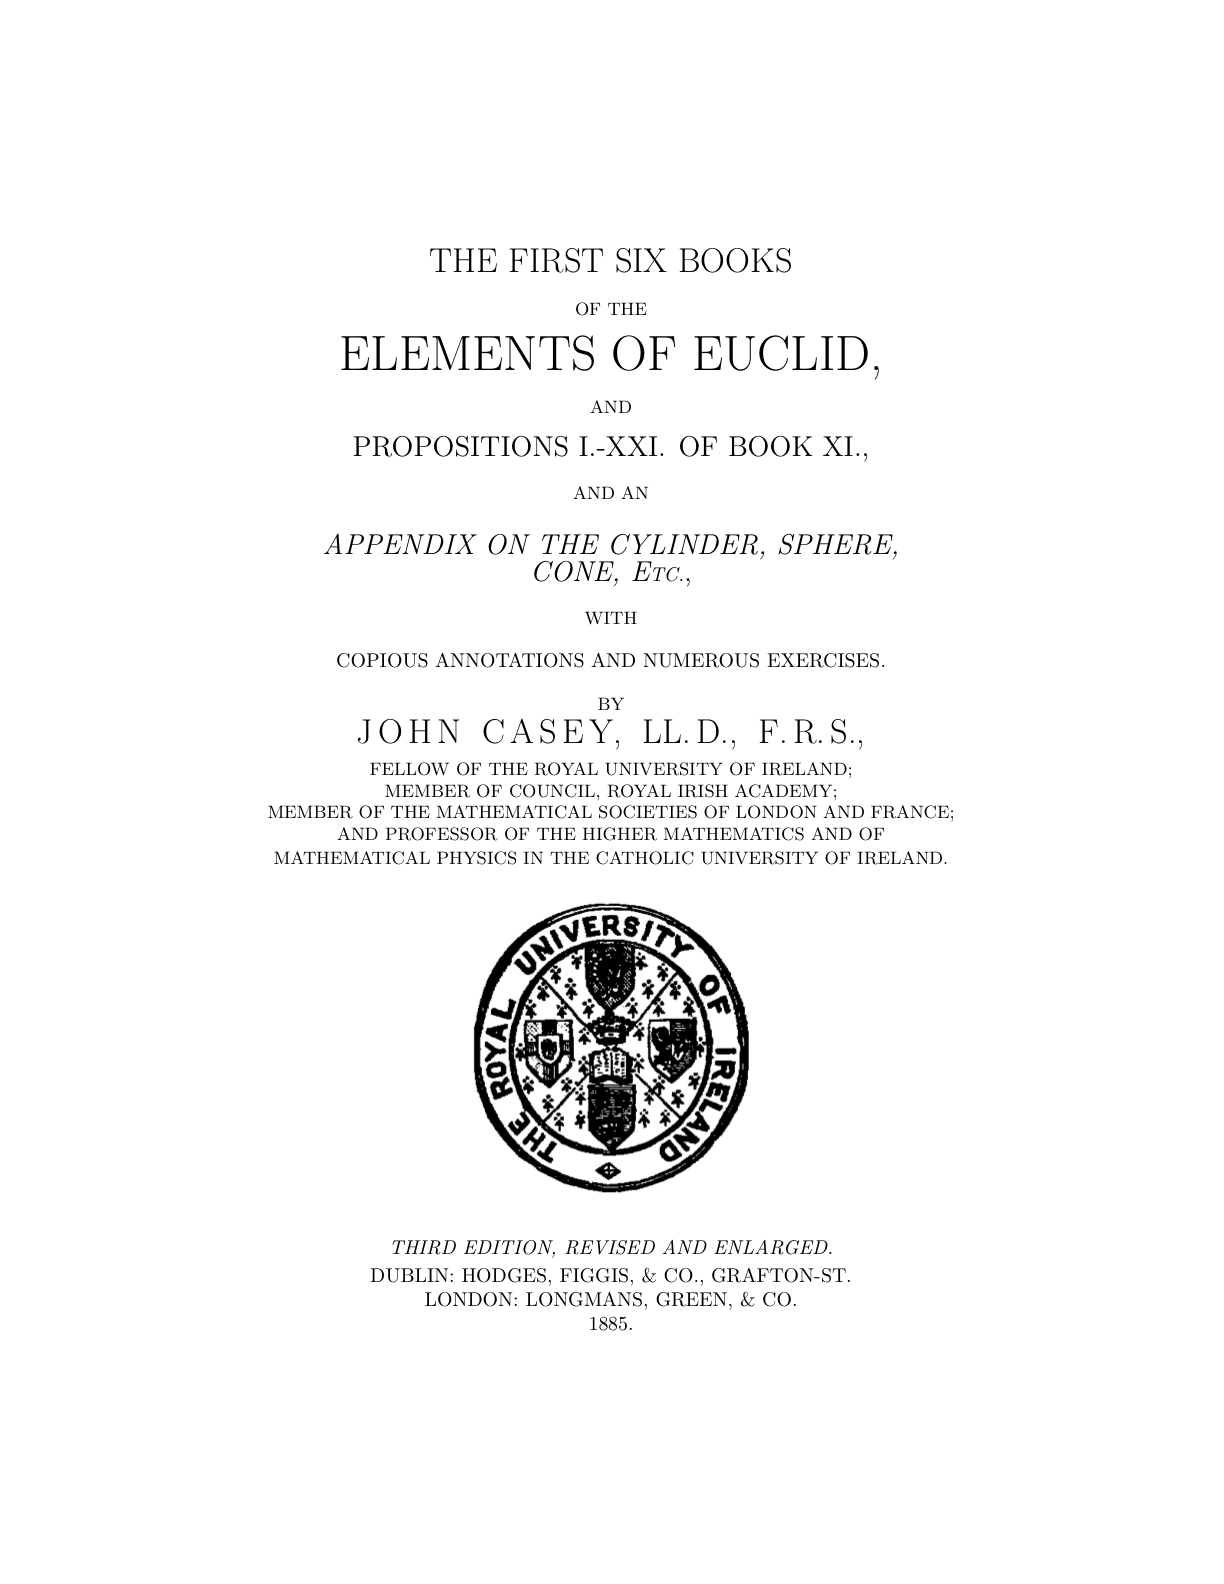 THE FIRST SIX BOOKS
OF THE
ELEMENTS OF EUCLID,
AND
PROPOSITIONS I.-XXI. OF BOOK XI.,
AND AN
APPENDIX ON THE CYLINDER, SPHERE,
CONE, ETC.,
WITH
COPIOUS ANNOTATIONS AND NUMEROUS EXERCISES.
BY
JOHN CASEY, LL. D., F. R. S.,
FELLOW OF THE ROYAL UNIVERSITY OF IRELAND;
MEMBER OF COUNCIL, ROYAL IRISH ACADEMY;
MEMBER OF THE MATHEMATICAL SOCIETIES OF LONDON AND FRANCE;
AND PROFESSOR OF THE HIGHER MATHEMATICS AND OF
MATHEMATICAL PHYSICS IN THE CATHOLIC UNIVERSITY OF IRELAND.
THE ROYAL UNIVERSITY OF IRELAND
THIRD EDITION, REVISED AND ENLARGED.
DUBLIN: HODGES, FIGGIS, & CO., GRAFTON-ST.
LONDON: LONGMANS, GREEN, & CO.
1885.